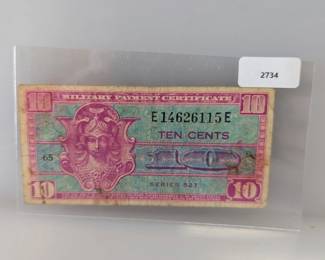 2734
10 MILITARY PAYMENT CERTIFICATE 10
E14626115E
TEN CENTS
65
SERIES 521
10 10